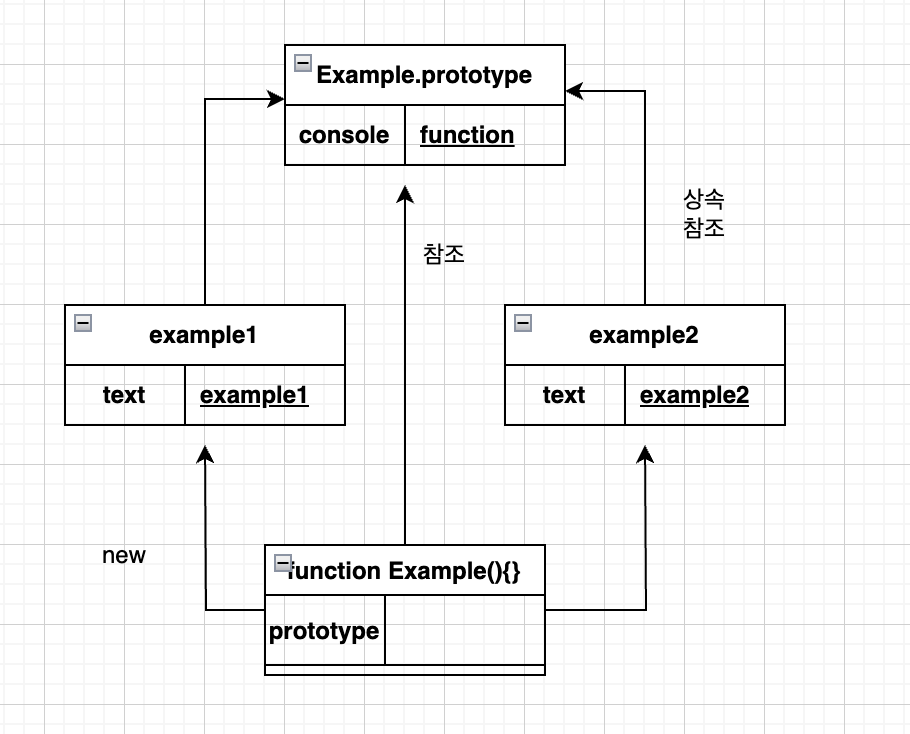 Example.prototype
console function
상속
참조
참조
example1 example2
text example1 text example2
new
function Example(){}
prototype